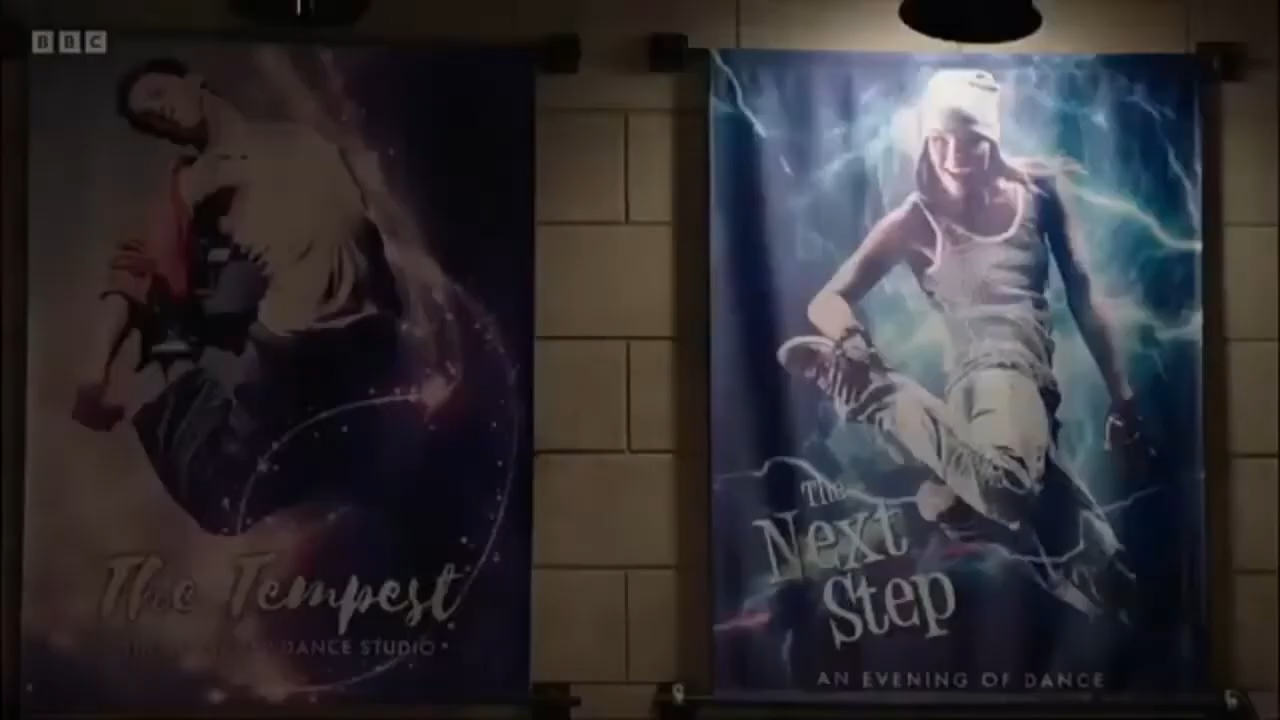 BBC
The Tempest
DANCE STUDIO
The
Next
Step
AN EVENING OF DANCE